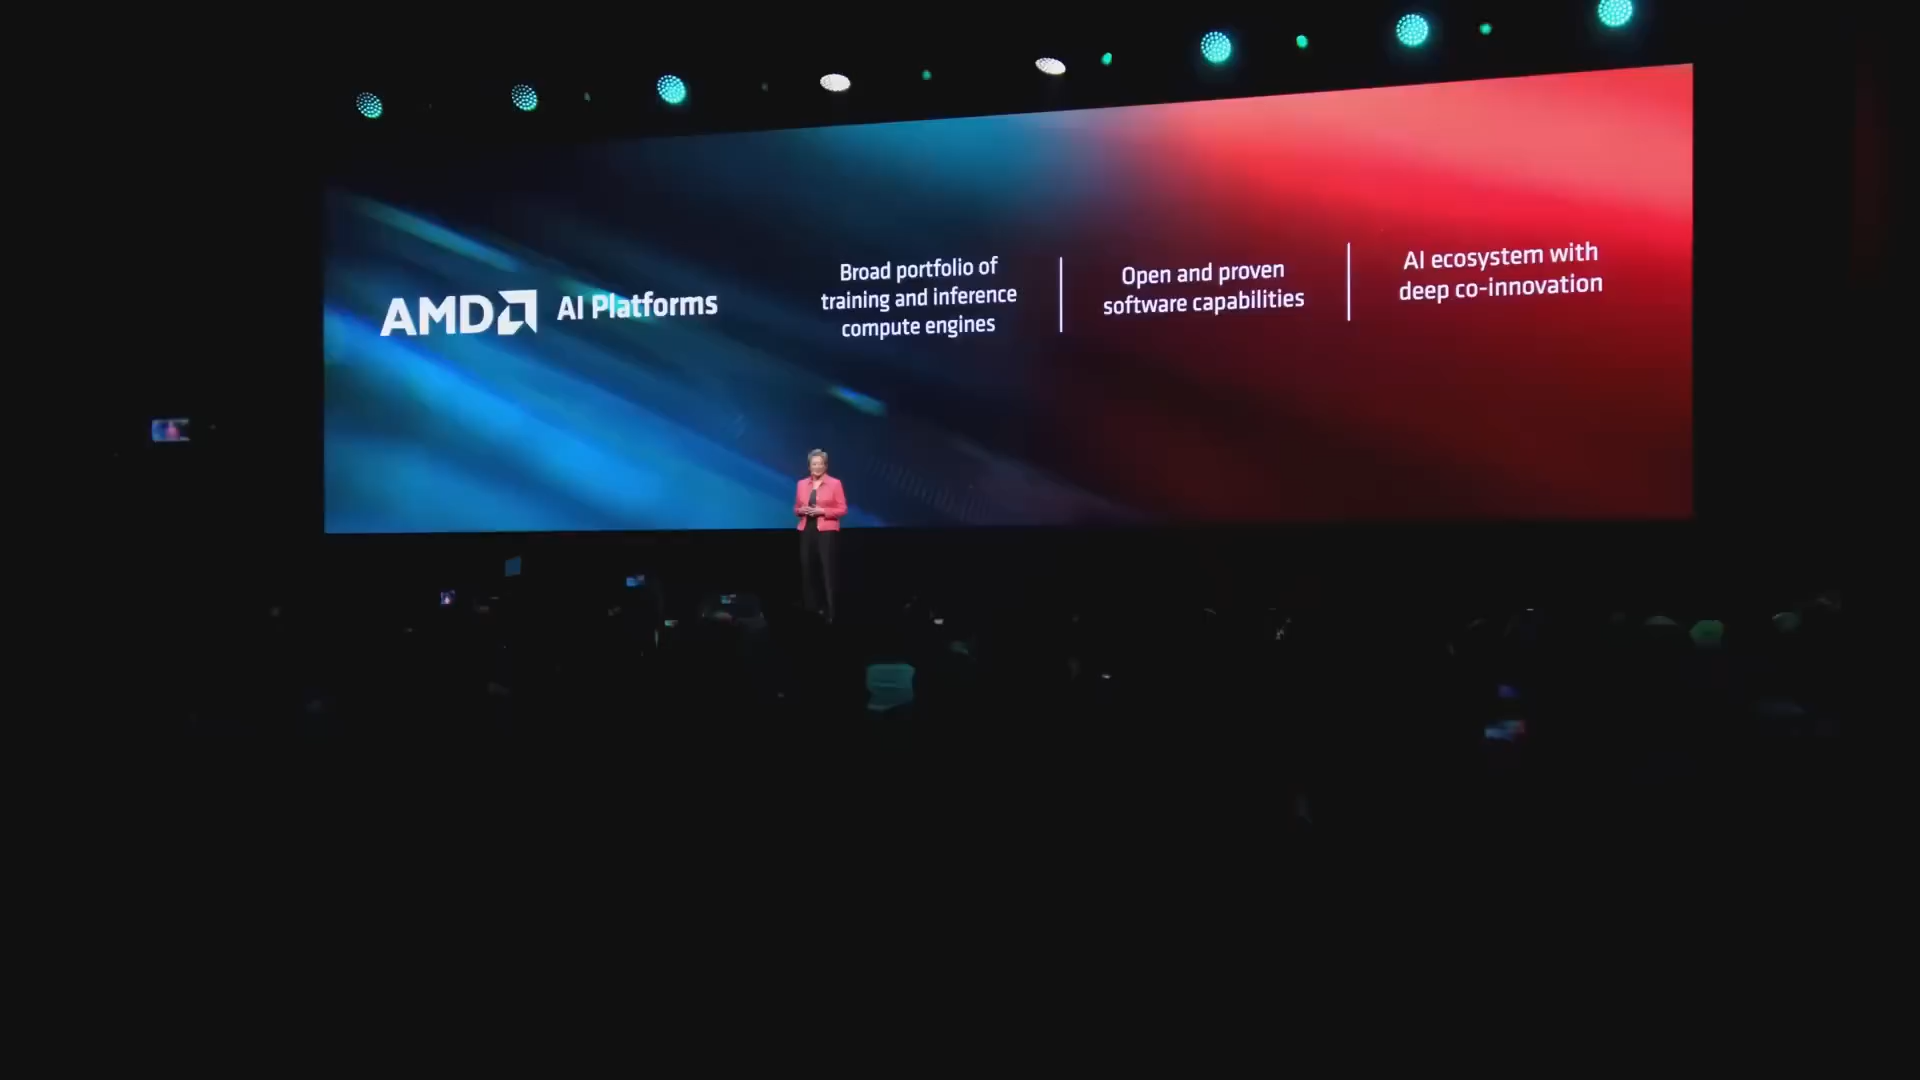 AMD AI Platforms
Broad portfolio of
training and inference
compute engines
Open and proven
software capabilities
AI ecosystem with
deep co-innovation